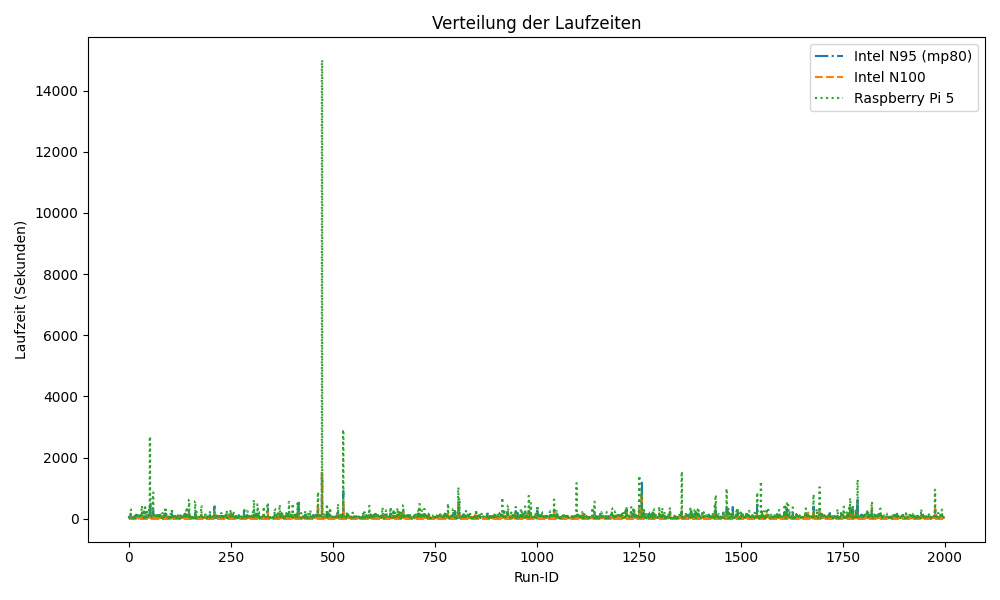 Verteilung der Laufzeiten
Intel N95 (mp80)
Intel N100
Raspberry Pi 5
Laufzeit (Sekunden)
14000
12000
10000
8000
6000
4000
2000
0
0 250 500 750 1000 1250 1500 1750 2000
Run-ID